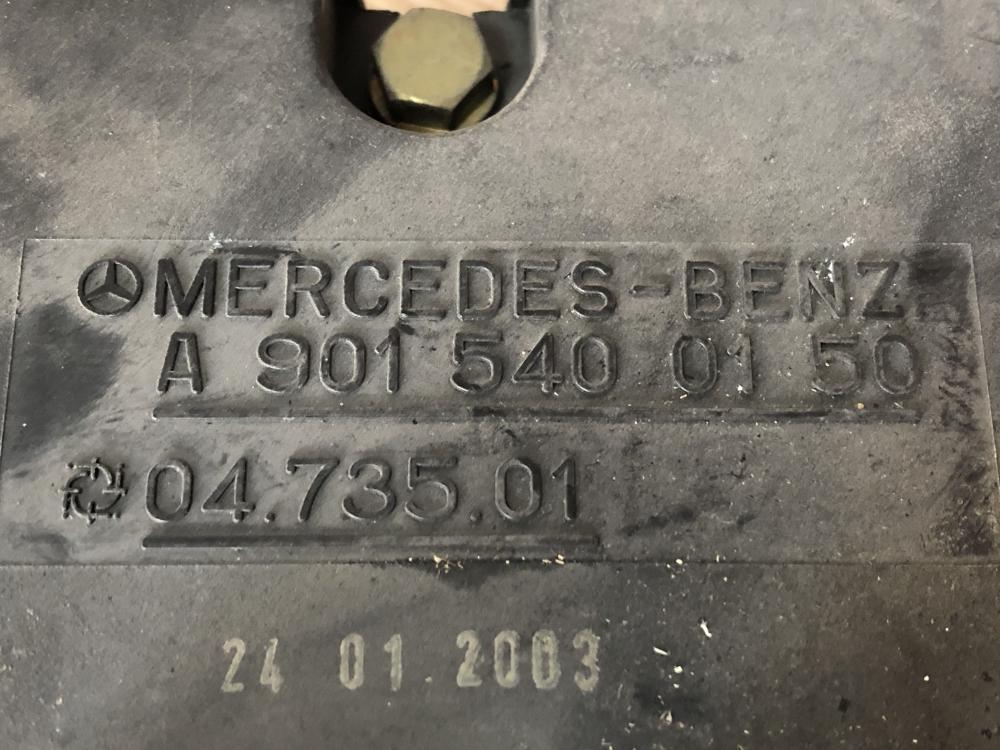 MERCEDES-BENZ
A 901 540 01 50
04.735.01
24 01 2003